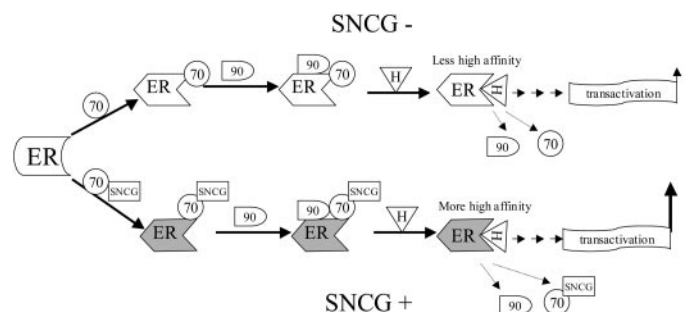 SNCG -
70
ER
70
90
90
ER
70
H
Less high affinity
ER
H
90
70
transactivation
ER
70
SNCG
SNCG
70
ER
90
SNCG
90
70
ER
H
More high affinity
ER
H
90
70
SNCG
transactivation
SNCG +